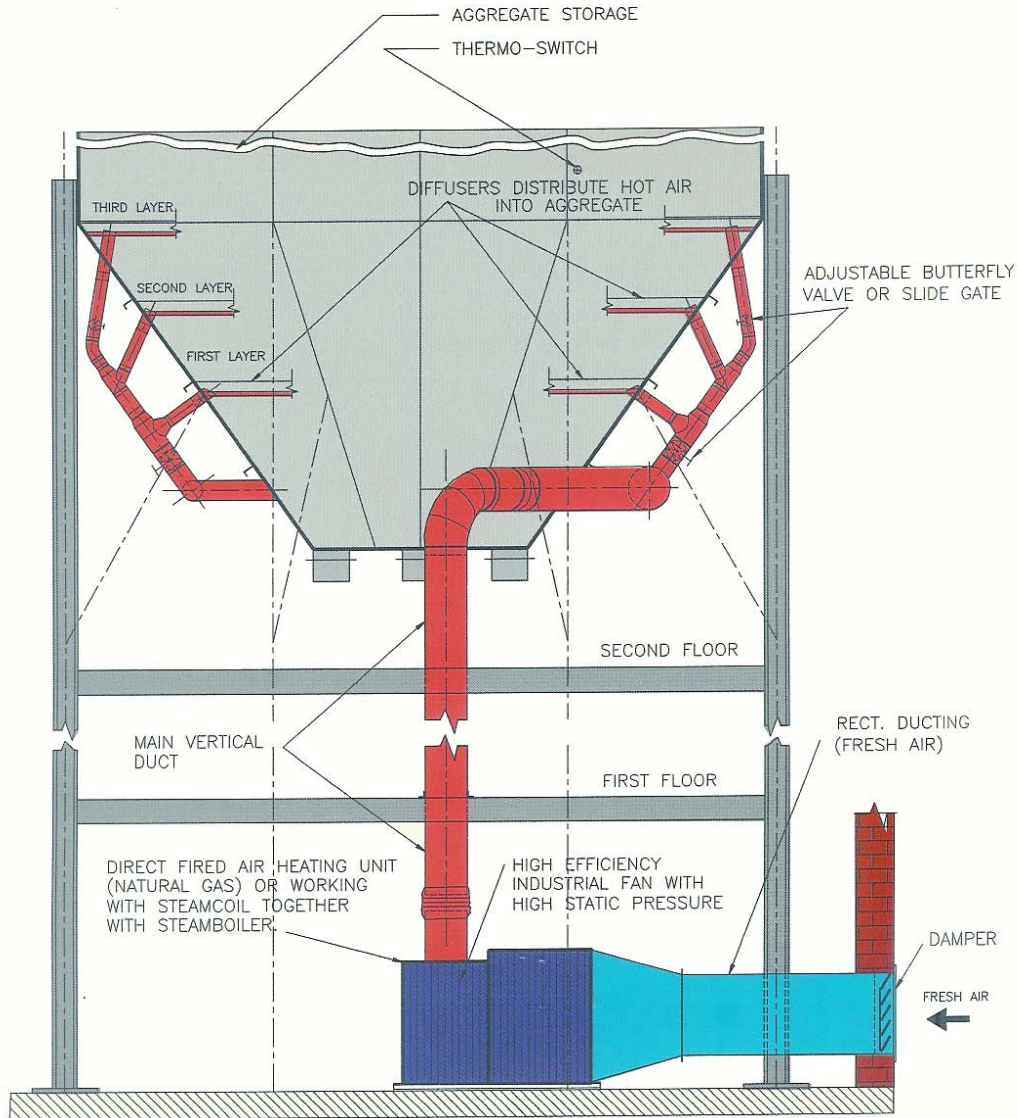 AGGREGATE STORAGE
THERMO-SWITCH
DIFFUSERS DISTRIBUTE HOT AIR
INTO AGGREGATE
THIRD LAYER
SECOND LAYER
FIRST LAYER
ADJUSTABLE BUTTERFLY
VALVE OR SLIDE GATE
SECOND FLOOR
MAIN VERTICAL
DUCT
RECT. DUCTING
(FRESH AIR)
FIRST FLOOR
DIRECT FIRED AIR HEATING UNIT
(NATURAL GAS) OR WORKING
WITH STEAMCOIL TOGETHER
WITH STEAMBOILER.
HIGH EFFICIENCY
INDUSTRIAL FAN WITH
HIGH STATIC PRESSURE
DAMPER
FRESH AIR